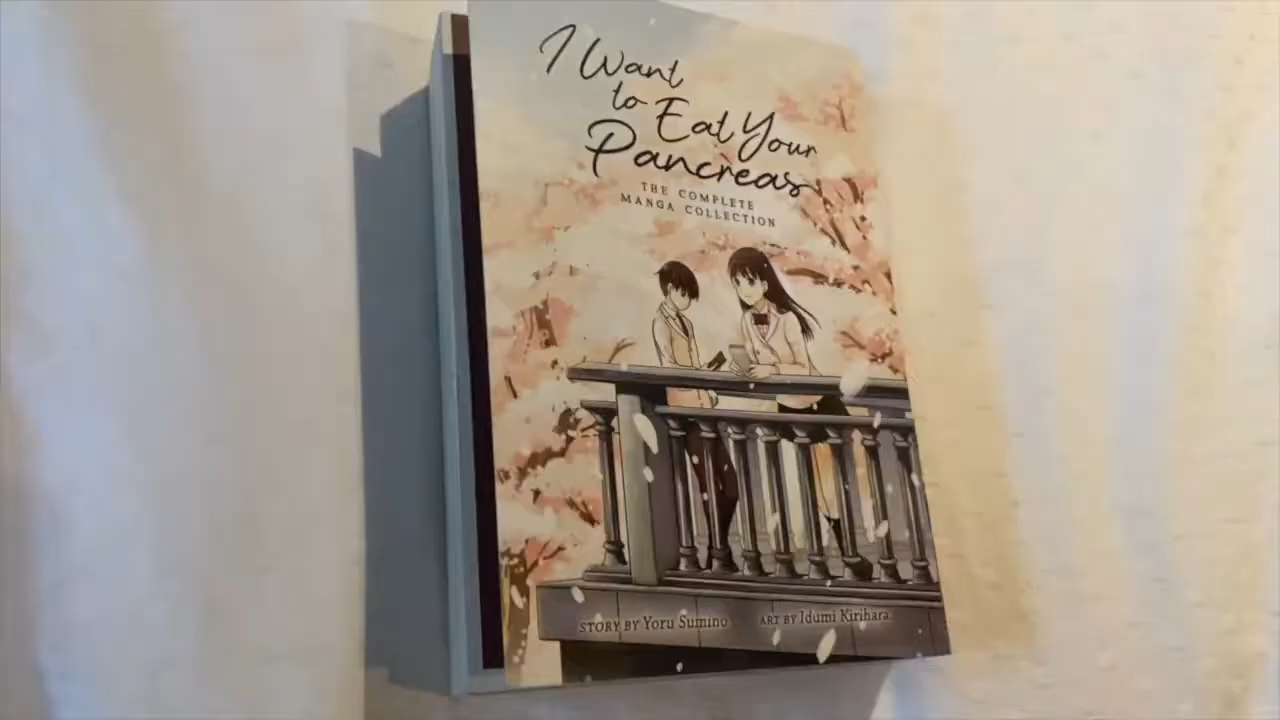 I Want
to Eat Your
Pancreas
THE COMPLETE
MANGA COLLECTION
STORY BY Yoru Sumino ART BY Idumi Kirihara